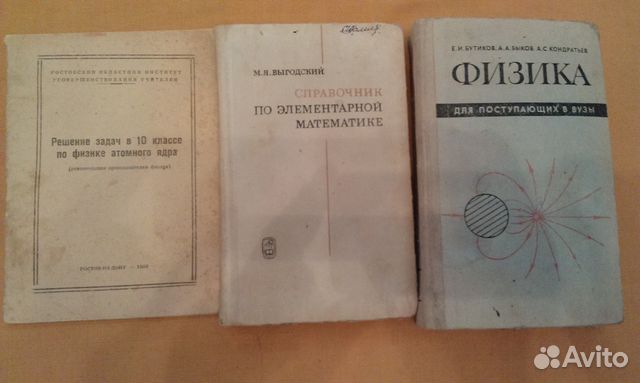 РОСТОВСКИЙ ОБЛАСТНОЙ ИНСТИТУТ
УСОВЕРШЕНСТВОВАНИЯ УЧИТЕЛЕЙ
Решение задач в 10 классе
по физике атомного ядра
РОСТОВ-НА-ДОНУ —
М.Я.ВЫГОДСКИЙ
СПРАВОЧНИК
ПО ЭЛЕМЕНТАРНОЙ
МАТЕМАТИКЕ
Е.И.БУТИКОВ, А.А.БЫКОВ, А.С.КОНДРАТЬЕВ
ФИЗИКА
ДЛЯ ПОСТУПАЮЩИХ В ВУЗЫ
Avito